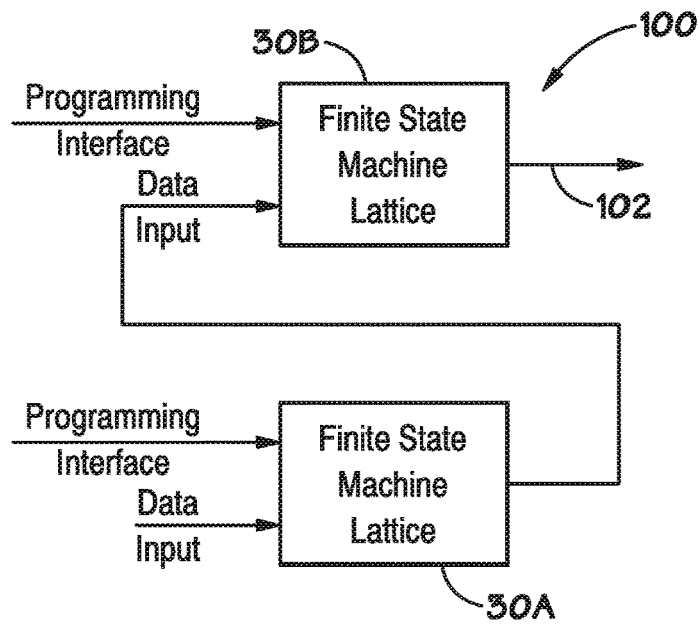 30B
100
Programming
Interface
Data
Input
Finite State
Machine
Lattice
102
Programming
Interface
Data
Input
Finite State
Machine
Lattice
30A